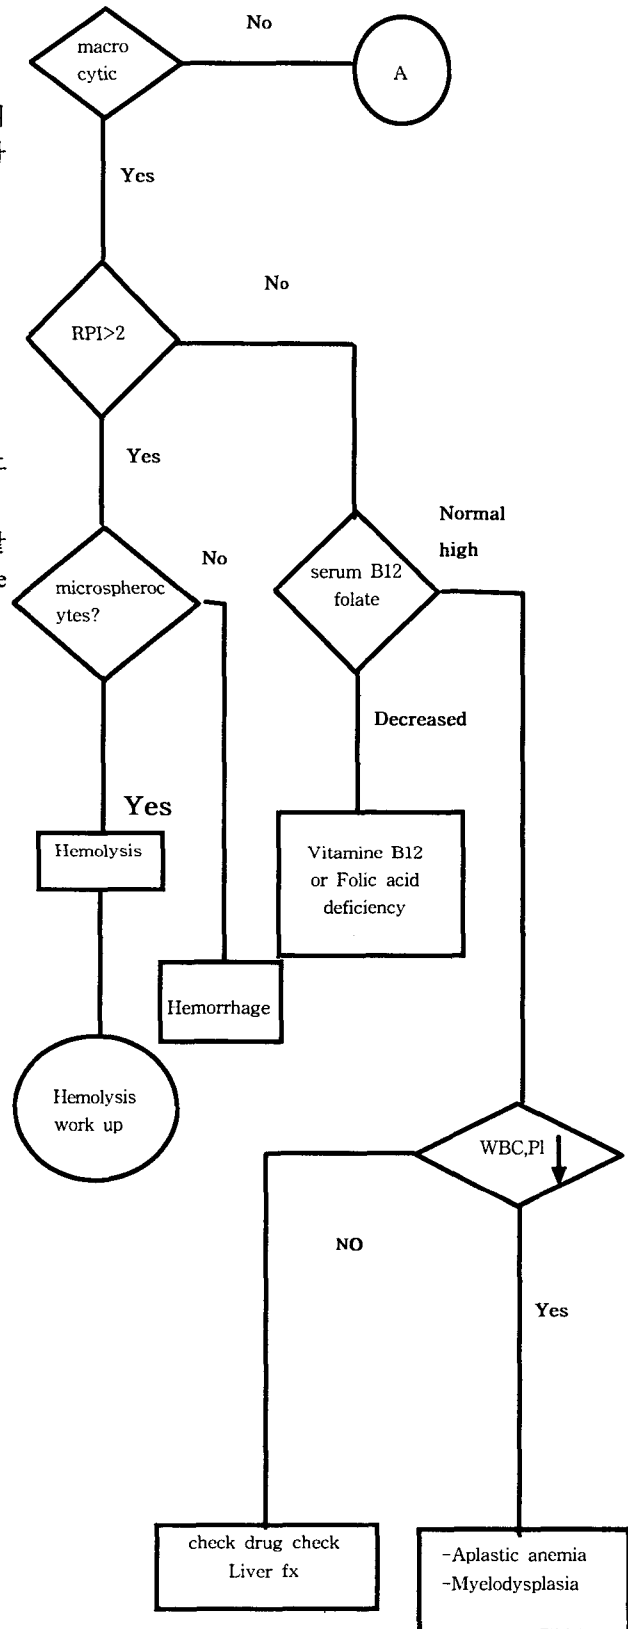 No
macro
cytic
A
Yes
No
RPI>2
Yes
Normal
high
No
serum B12
folate
microspheroc
ytes?
e
Decreased
Yes
Hemolysis
Vitamine B12
or Folic acid
deficiency
Hemorrhage
Hemolysis
work up
WBC,Pl ↓
NO
Yes
check drug check
Liver fx
-Aplastic anemia
-Myelodysplasia